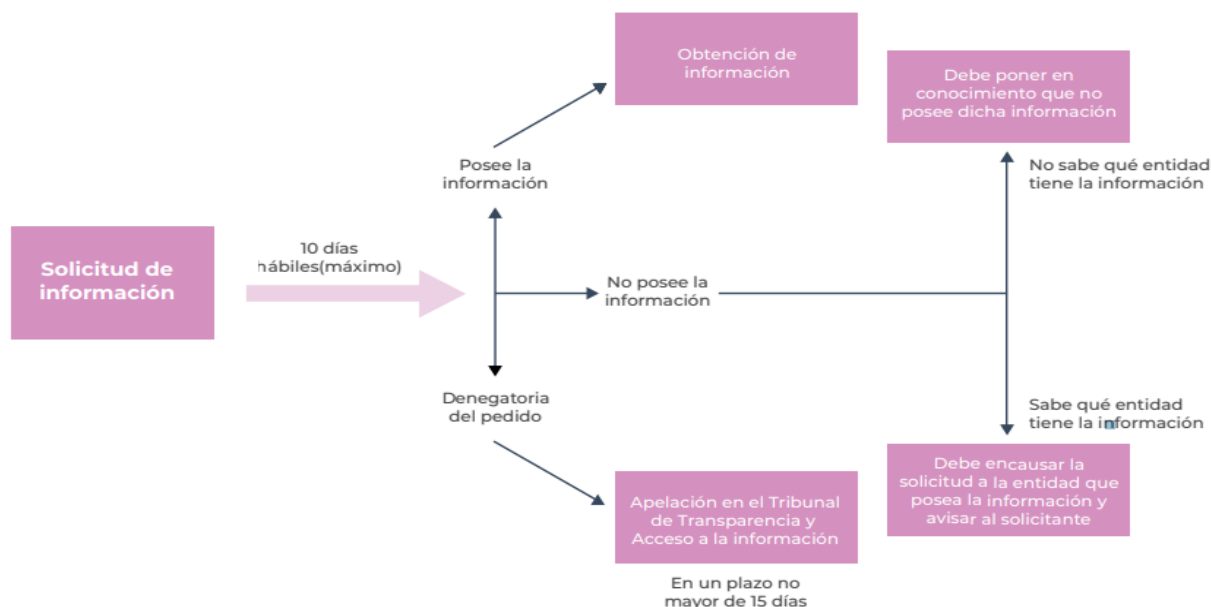 Solicitud de
información
10 días
hábiles(máximo)
Posee la
información
Obtención de
información
No posee la
información
Denegatoria
del pedido
Apelación en el Tribunal
de Transparencia y
Acceso a la información
En un plazo no
mayor de 15 días
Debe poner en
conocimiento que no
posee dicha información
No sabe qué entidad
tiene la información
Sabe qué entidad
tiene la información
Debe encausar la
solicitud a la entidad que
posea la información y
avisar al solicitante